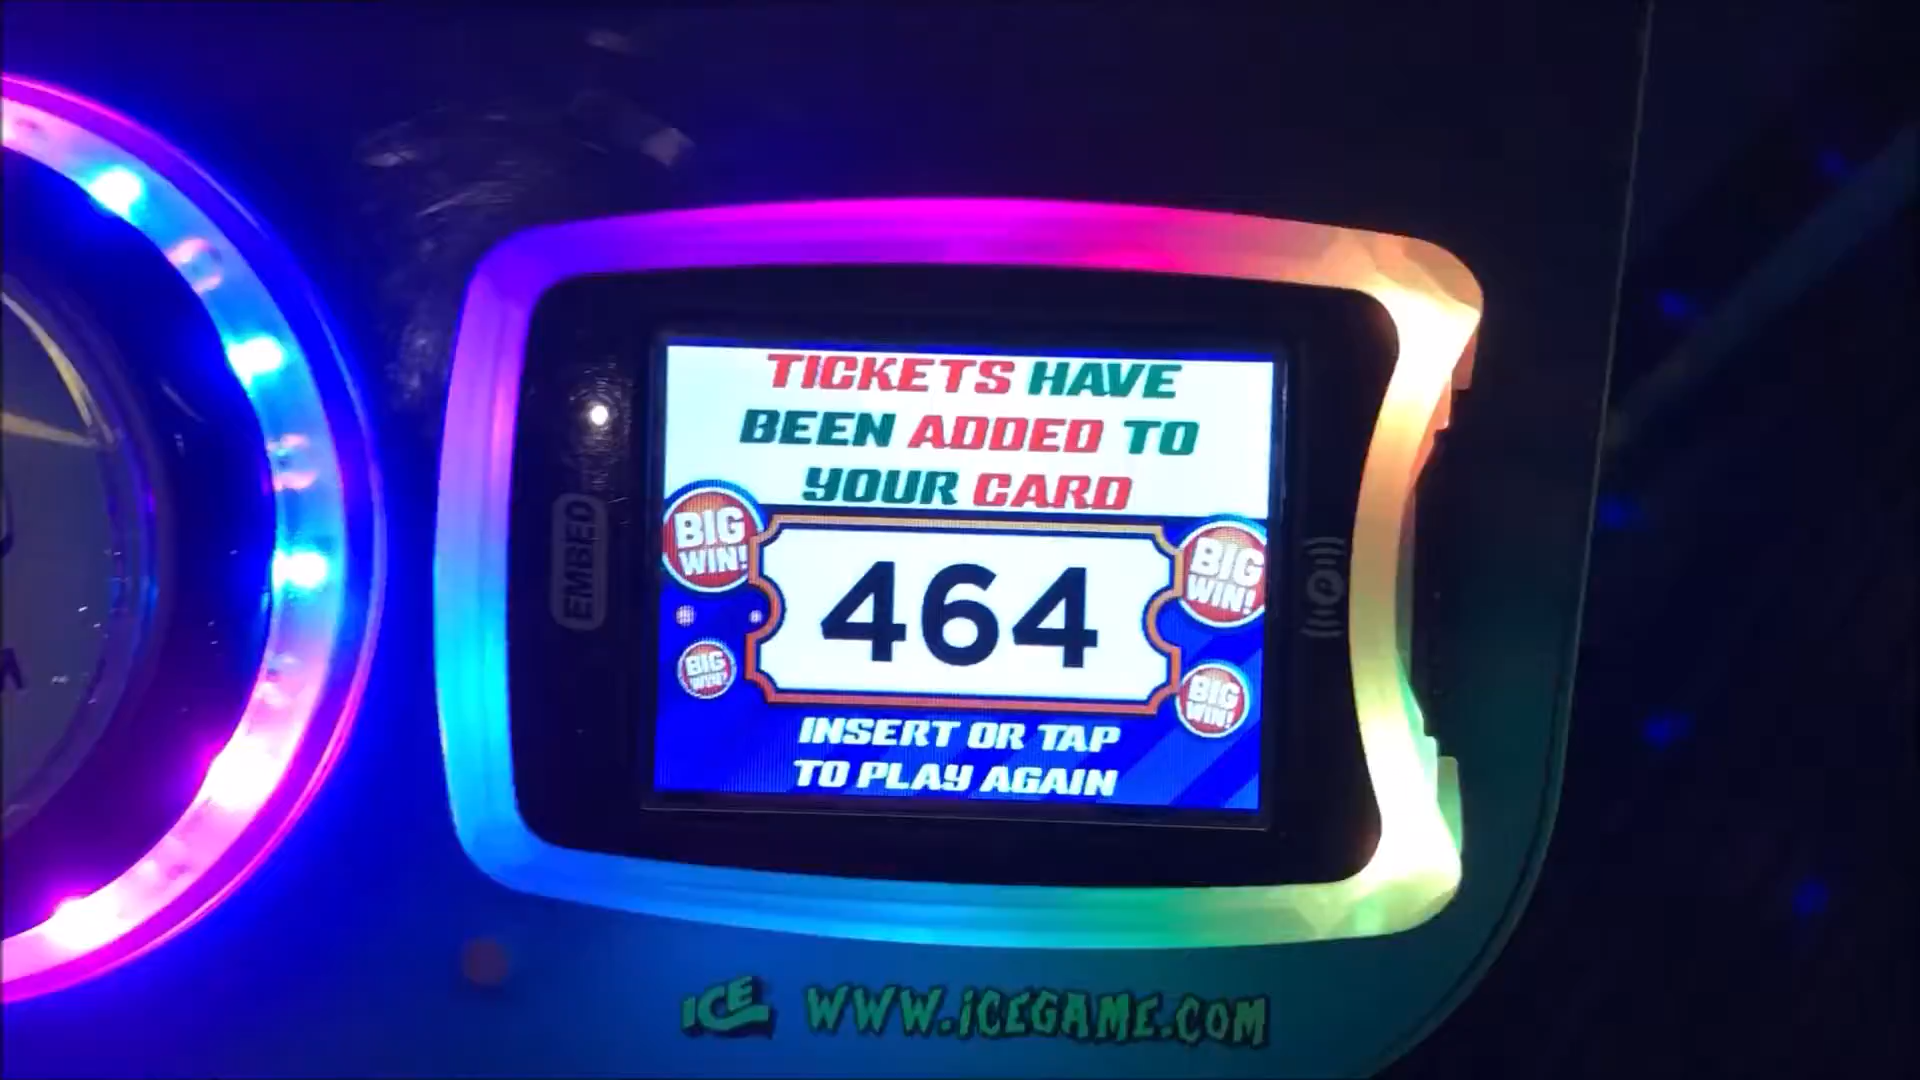 TICKETS HAVE
BEEN ADDED TO
YOUR CARD
BIG
WIN!
BIG
WIN!
464
BIG
WIN!
BIG
WIN!
INSERT OR TAP
TO PLAY AGAIN
EMBED
ICE WWW.ICEGAME.COM